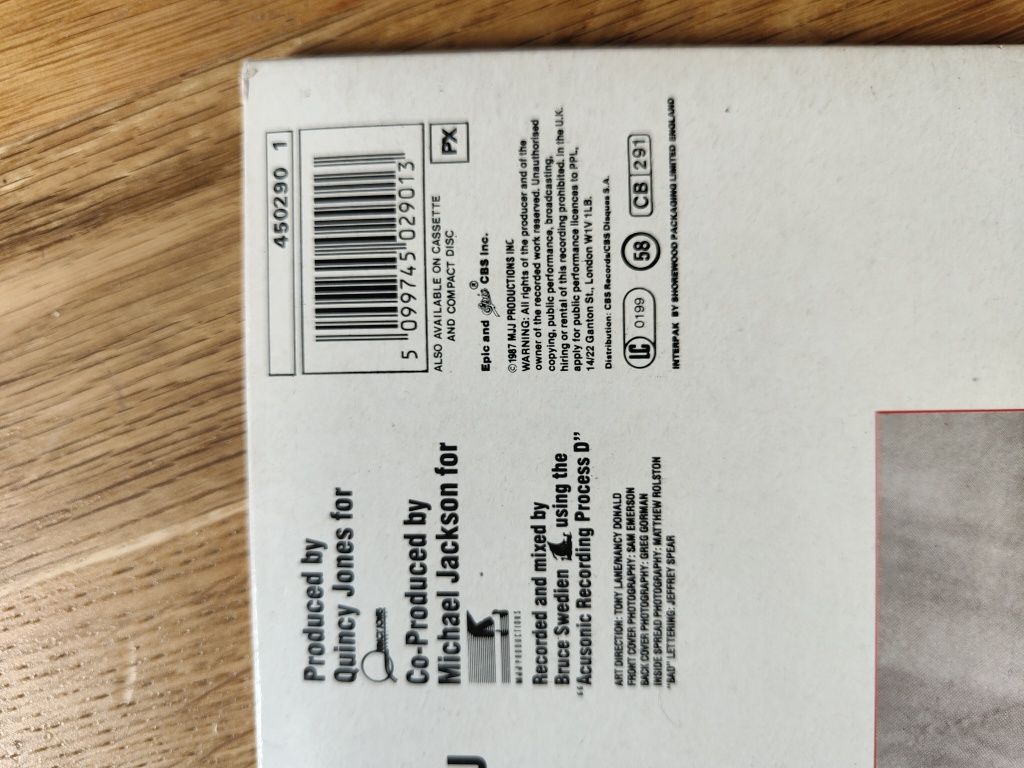 450290 1
5 099745 029013
PX
ALSO AVAILABLE ON CASSETTE
AND COMPACT DISC
Epic and Epic ® CBS Inc.
©1987 MJJ PRODUCTIONS INC
WARNING: All rights of the producer and of the
owner of the recorded work reserved. Unauthorised
copying, public performance, broadcasting,
hiring or rental of this recording prohibited. In the U.K.
apply for public performance licences to PPL,
14/22 Ganton St., London W1V 1LB.
Distribution: CBS Records/CBS Disques S.A.
LC 0199 58 CB 291
INTERPAK BY SHOREWOOD PACKAGING LIMITED ENGLAND
Produced by
Quincy Jones for
Co-Produced by
Michael Jackson for
MJJ PRODUCTIONS
Recorded and mixed by
Bruce Swedien using the
"Acusonic Recording Process D"
ART DIRECTION: TONY LANE/NANCY DONALD
FRONT COVER PHOTOGRAPHY: SAM EMERSON
BACK COVER PHOTOGRAPHY: GREG GORMAN
INSIDE SPREAD PHOTOGRAPHY: MATTHEW ROLSTON
"BAD" LETTERING: JEFFREY SPEAR